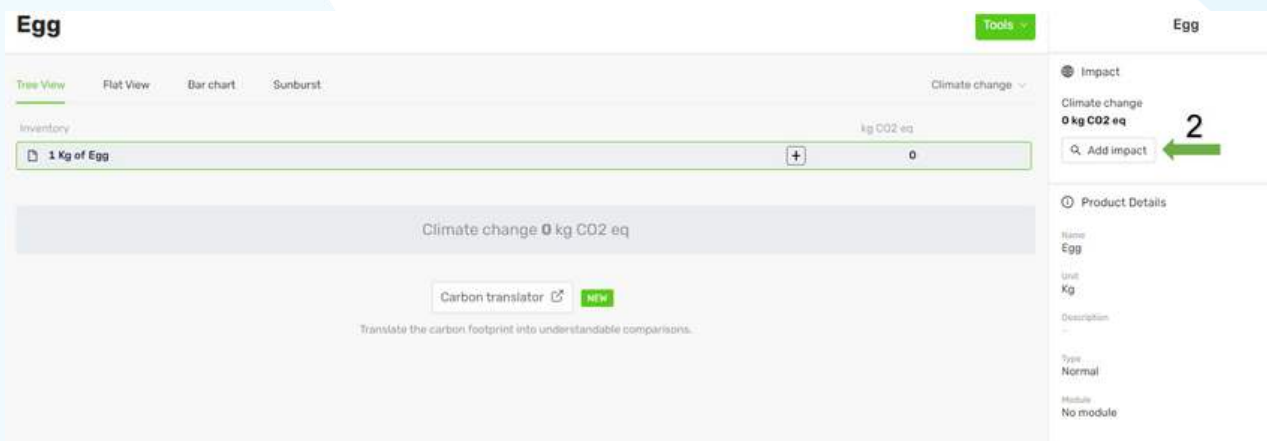 Egg
Tools
Egg
Tree View Flat View Bar chart Sunburst
Climate change
Inventory kg CO2 eq
1 Kg of Egg + 0
Climate change 0 kg CO2 eq
Carbon translator NEW
Translate the carbon footprint into understandable comparisons.
Impact
Climate change
0 kg CO2 eq
2
Add impact
Product Details
Name
Egg
Unit
Kg
Description
–
Type
Normal
Module
No module